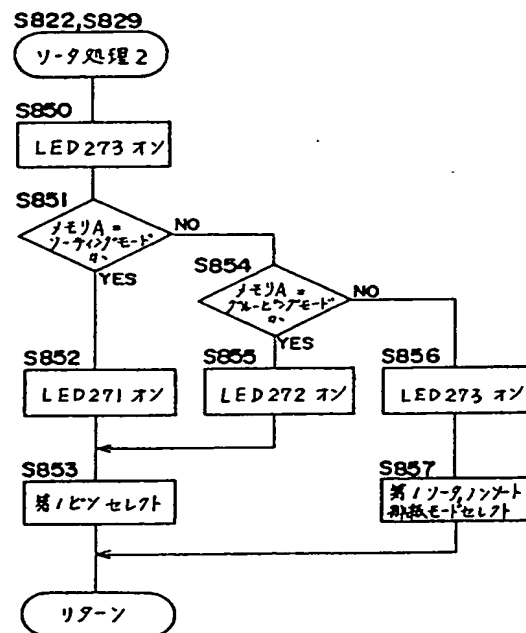 S822,S829
ソータ処理2
S850
LED273 オン
S851
メモリA=
ソーティングモード
か
NO
YES
S854
メモリA=
グルーピングモード
か
NO
YES
S852
LED271 オン
S855
LED272 オン
S856
LED273 オン
S853
第1ビン セレクト
S857
第1ソータノンソート
排紙モードセレクト
リターン